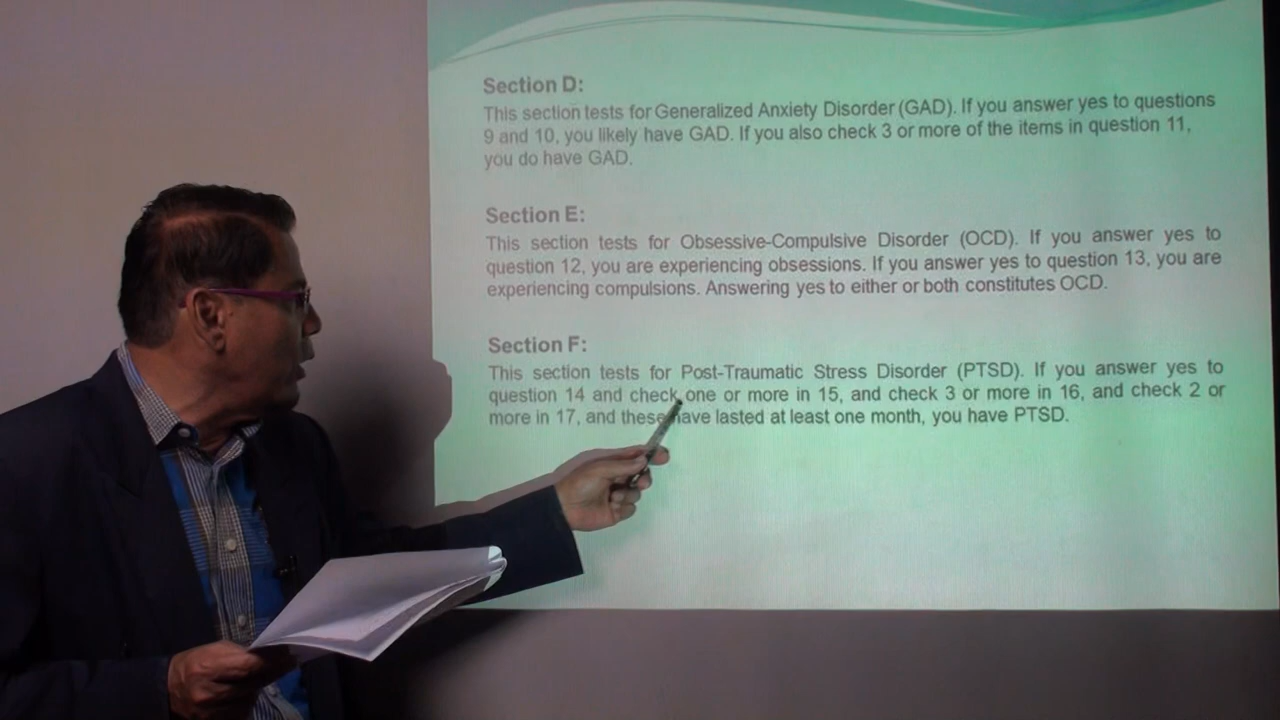 Section D:
This section tests for Generalized Anxiety Disorder (GAD). If you answer yes to questions
9 and 10, you likely have GAD. If you also check 3 or more of the items in question 11,
you do have GAD.
Section E:
This section tests for Obsessive-Compulsive Disorder (OCD). If you answer yes to
question 12, you are experiencing obsessions. If you answer yes to question 13, you are
experiencing compulsions. Answering yes to either or both constitutes OCD.
Section F:
This section tests for Post-Traumatic Stress Disorder (PTSD). If you answer yes to
question 14 and check one or more in 15, and check 3 or more in 16, and check 2 or
more in 17, and these have lasted at least one month, you have PTSD.